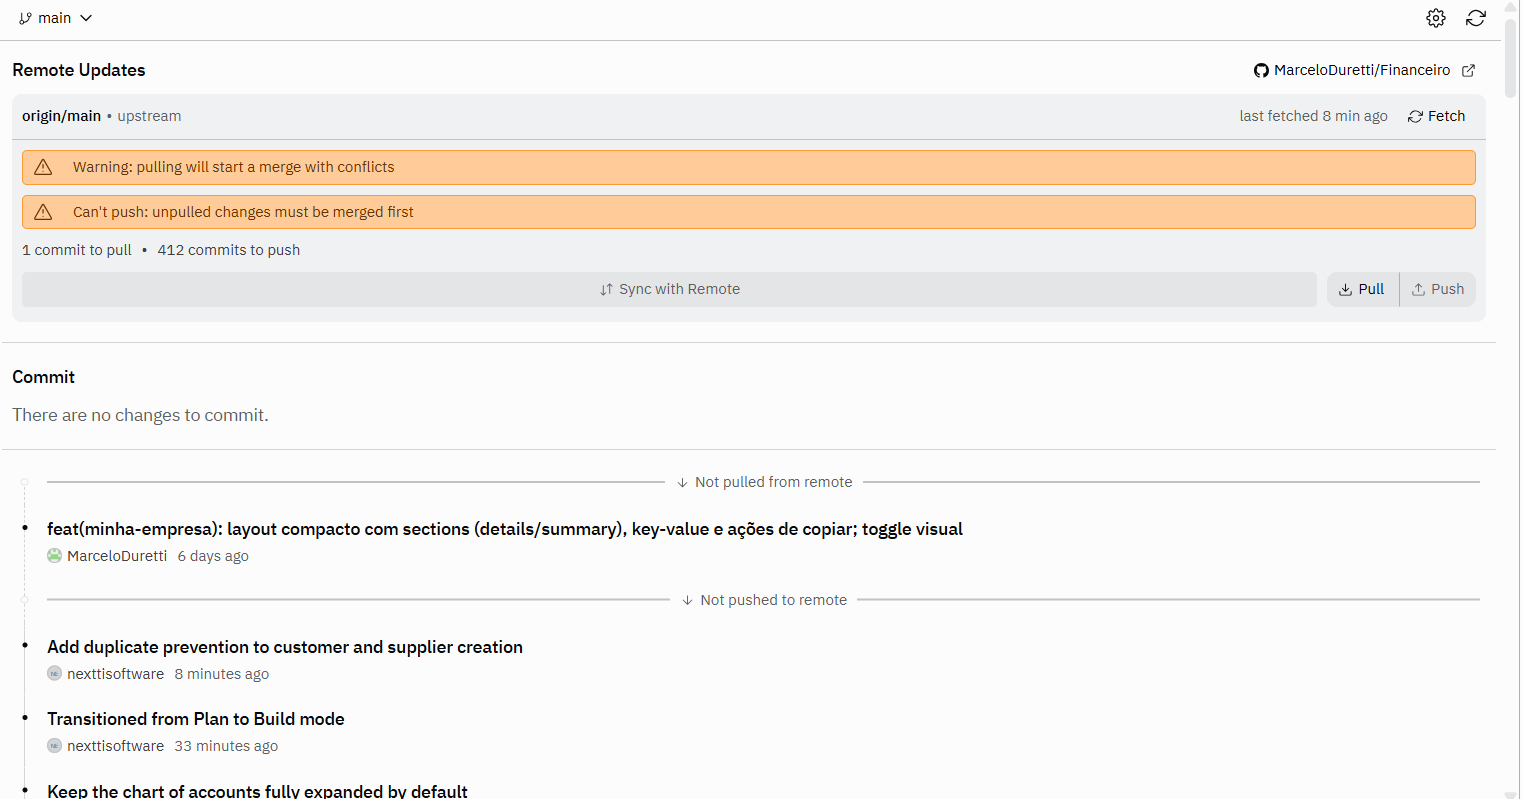 main
Remote Updates
MarceloDuretti/Financeiro
origin/main • upstream
last fetched 8 min ago
Fetch
Warning: pulling will start a merge with conflicts
Can't push: unpulled changes must be merged first
1 commit to pull • 412 commits to push
Sync with Remote
Pull
Push
Commit
There are no changes to commit.
Not pulled from remote
feat(minha-empresa): layout compacto com sections (details/summary), key-value e ações de copiar; toggle visual
MarceloDuretti 6 days ago
Not pushed to remote
Add duplicate prevention to customer and supplier creation
NE nexttisoftware 8 minutes ago
Transitioned from Plan to Build mode
NE nexttisoftware 33 minutes ago
Keep the chart of accounts fully expanded by default